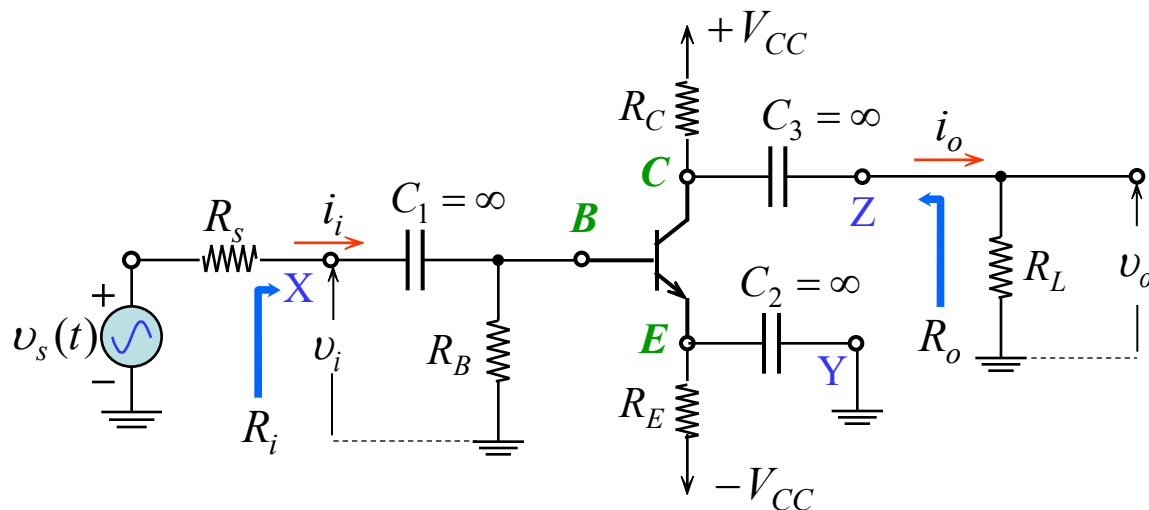 +V_CC
R_C
C_3 = ∞
i_o
C
Z
C_1 = ∞
B
R_s
i_i
X
C_2 = ∞
R_L
υ_o
+
υ_s(t)
−
υ_i
R_B
E
Y
R_o
R_i
R_E
−V_CC